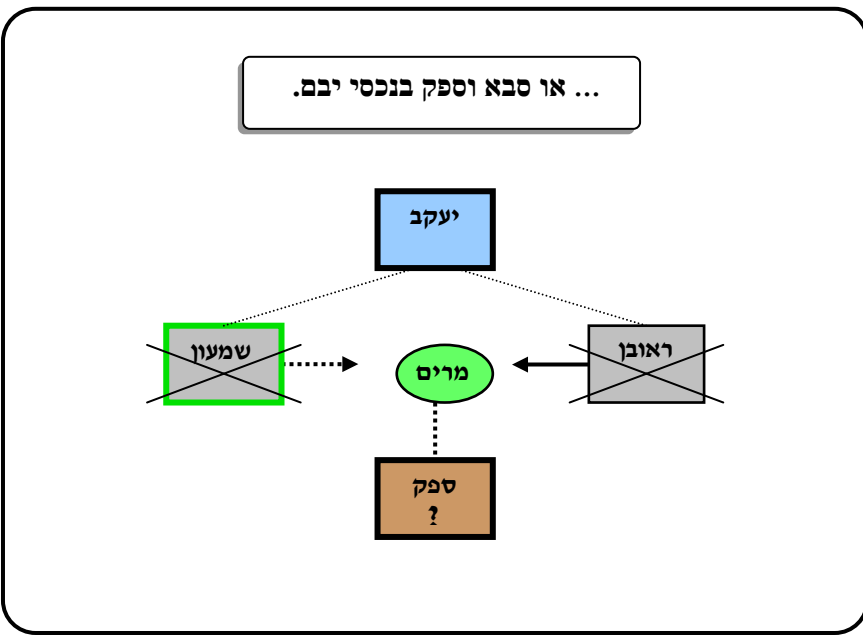 ... או סבא וספק בנכסי יבם.
יעקב
ראובן
מרים
שמעון
ספק
?